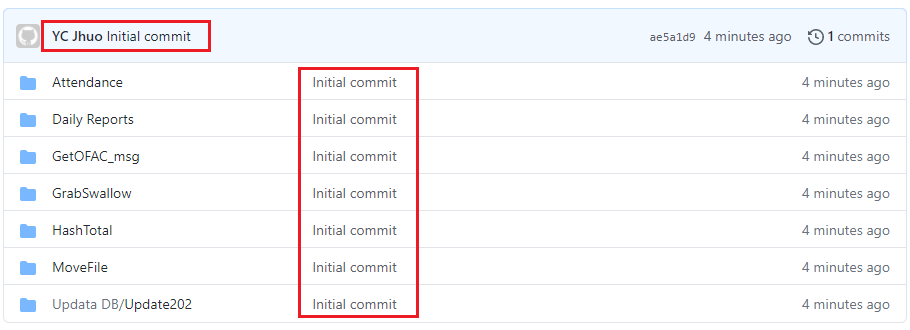 YC Jhuo Initial commit ae5a1d9 4 minutes ago 1 commits
Attendance Initial commit 4 minutes ago
Daily Reports Initial commit 4 minutes ago
GetOFAC_msg Initial commit 4 minutes ago
GrabSwallow Initial commit 4 minutes ago
HashTotal Initial commit 4 minutes ago
MoveFile Initial commit 4 minutes ago
Updata DB/Update202 Initial commit 4 minutes ago